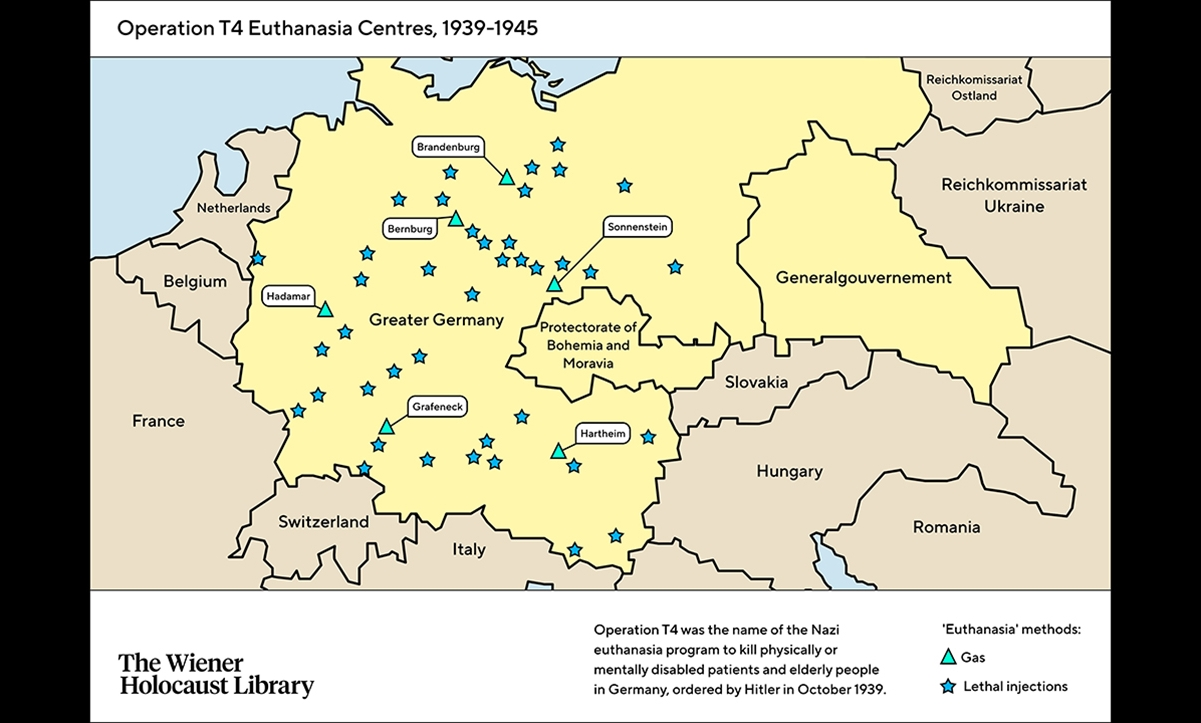 Operation T4 Euthanasia Centres, 1939-1945
Reichkomissariat
Ostland
Brandenburg
Reichkommissariat
Ukraine
Netherlands
Bernburg
Sonnenstein
Belgium
Generalgouvernement
Hadamar
Greater Germany
Protectorate of
Bohemia and
Moravia
Slovakia
France
Grafeneck
Hartheim
Hungary
Switzerland
Romania
Italy
Operation T4 was the name of the Nazi
euthanasia program to kill physically or
mentally disabled patients and elderly people
in Germany, ordered by Hitler in October 1939.
'Euthanasia' methods:
Gas
Lethal injections
The Wiener
Holocaust Library